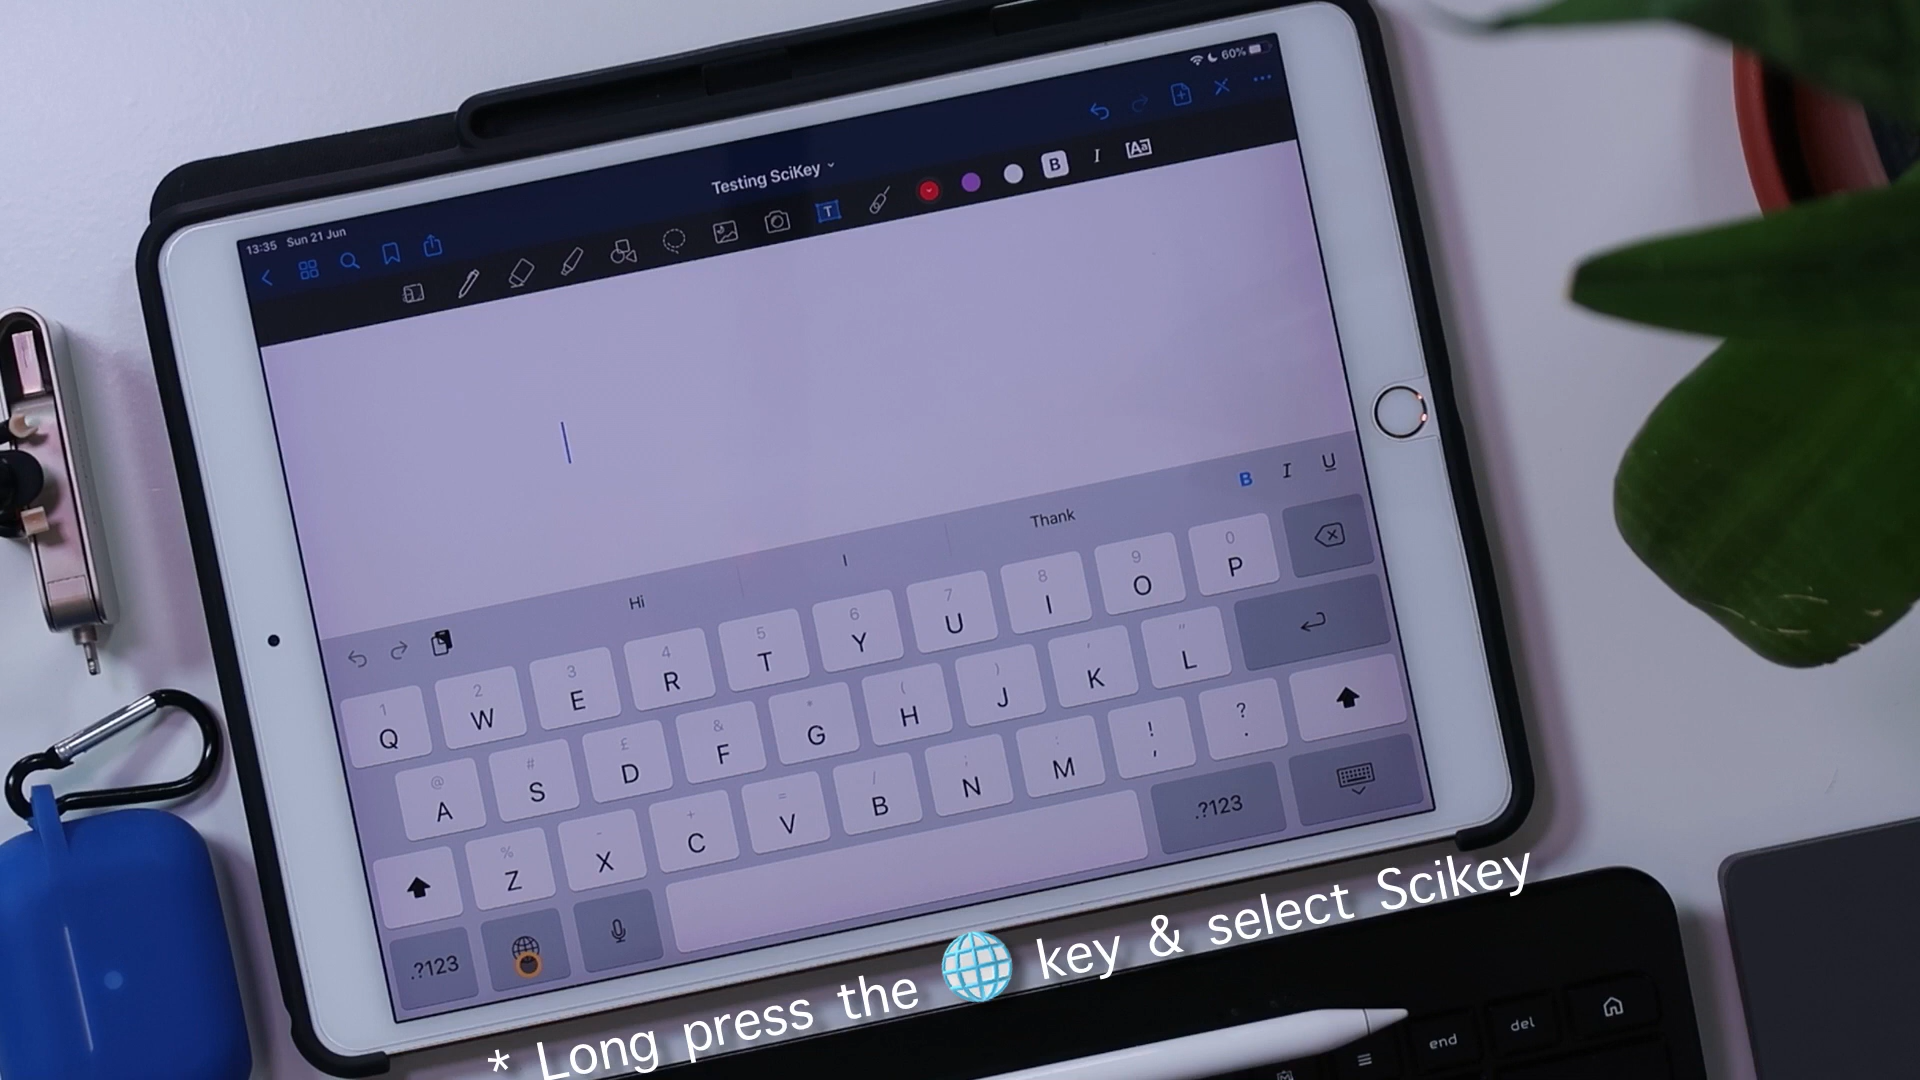 13:35 Sun 21 Jun
60%
Testing SciKey
T
B I [Aa]
B I U
Hi I Thank
1 2 3 4 5 6 7 8 9 0
Q W E R T Y U I O P
@ # £ & * ( ) ' "
A S D F G H J K L
% - + = / ; : ! ?
Z X C V B N M , .
.?123 .?123
* Long press the key & select Scikey
end del